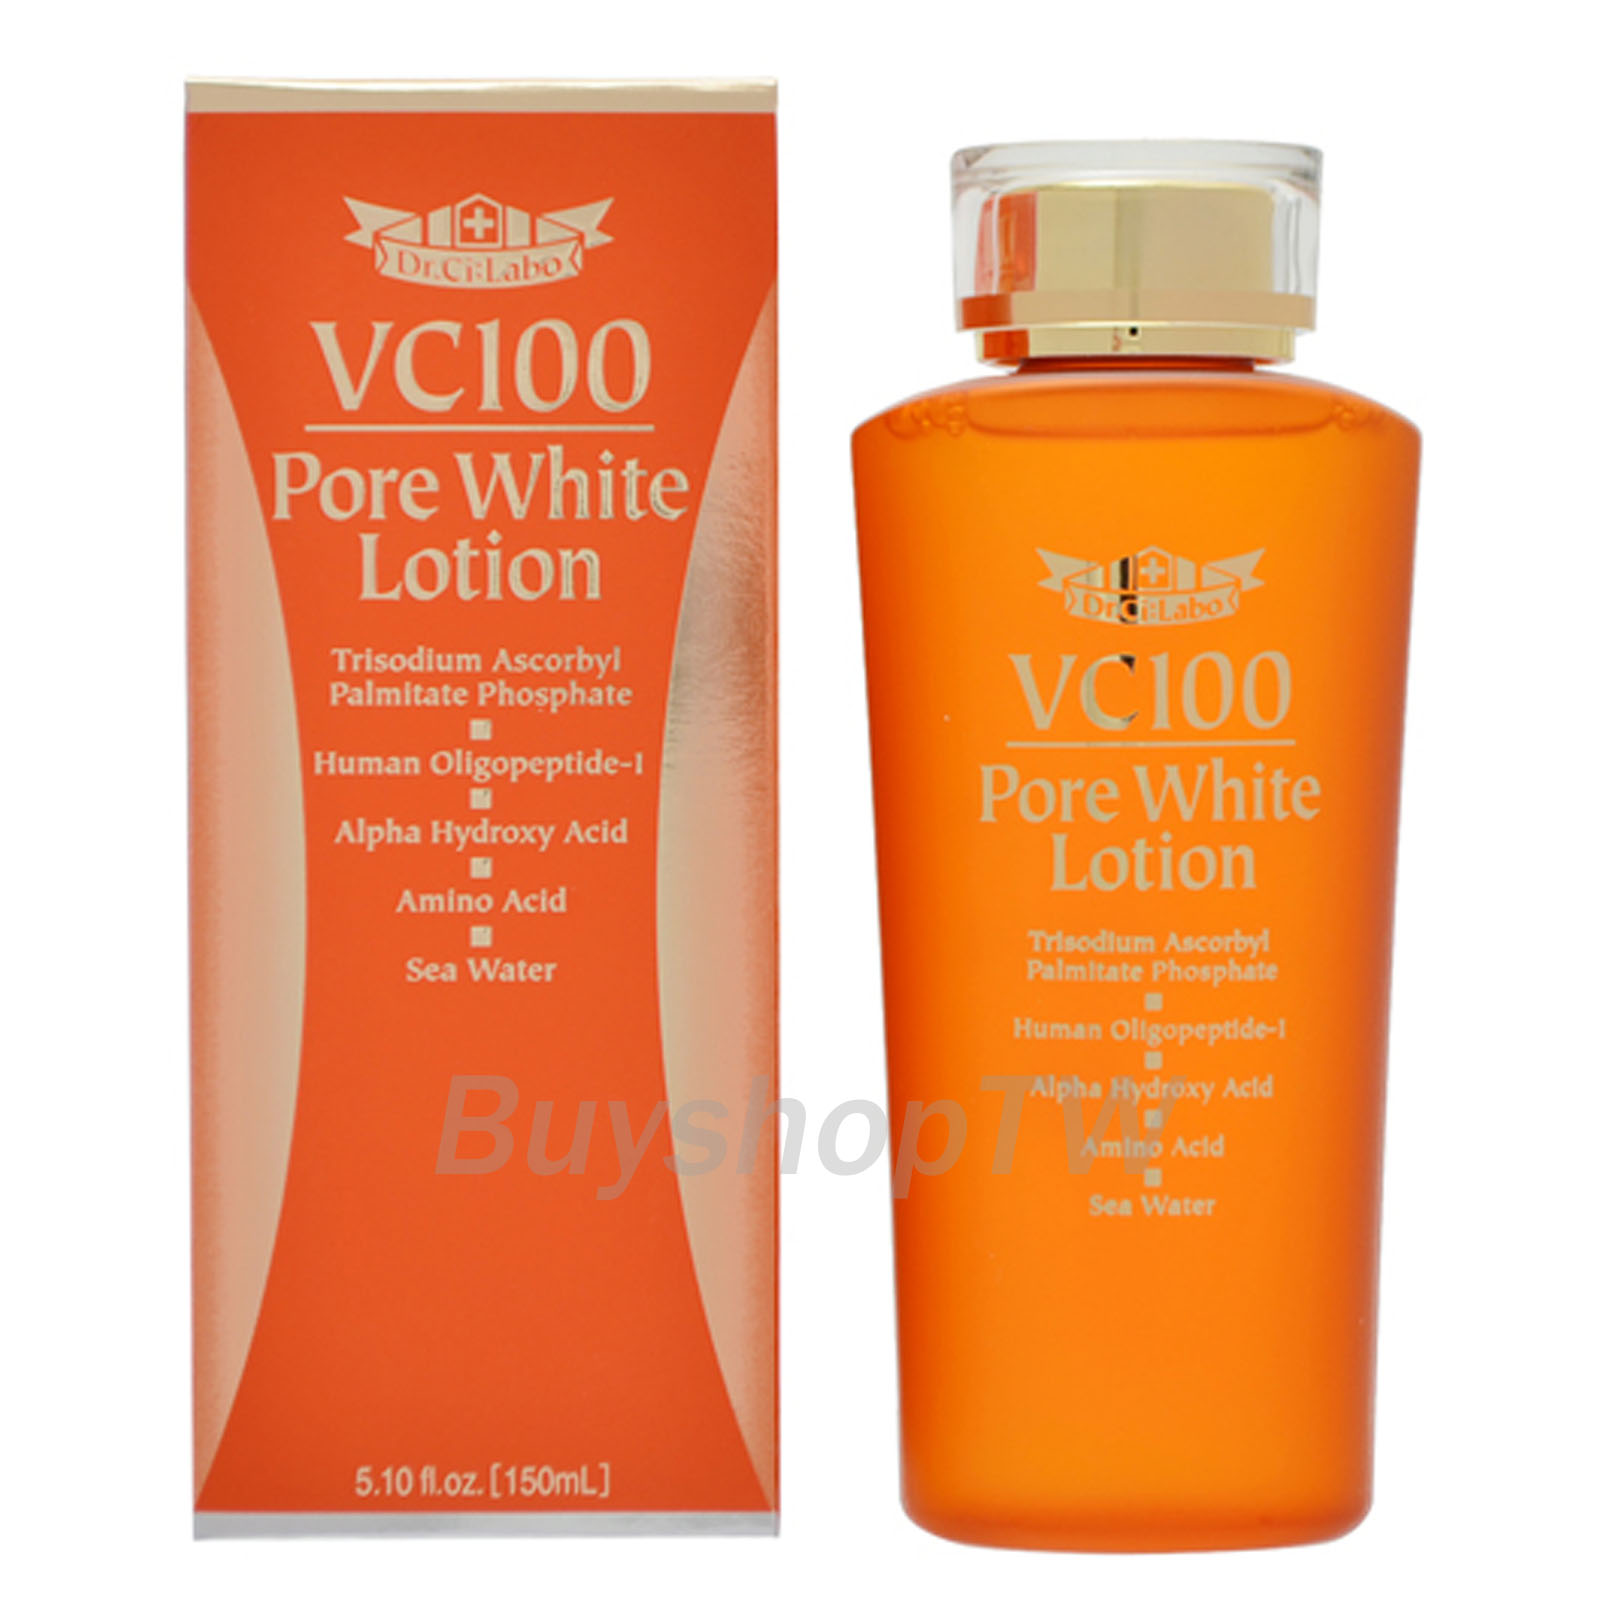 Dr.Ci:Labo
VC100
Pore White
Lotion
Trisodium Ascorbyl
Palmitate Phosphate
Human Oligopeptide-1
Alpha Hydroxy Acid
Amino Acid
Sea Water
5.10 fl.oz. [150mL]
Dr.Ci:Labo
VC100
Pore White
Lotion
Trisodium Ascorbyl
Palmitate Phosphate
Human Oligopeptide-1
Alpha Hydroxy Acid
Amino Acid
Sea Water
BuyshopTW